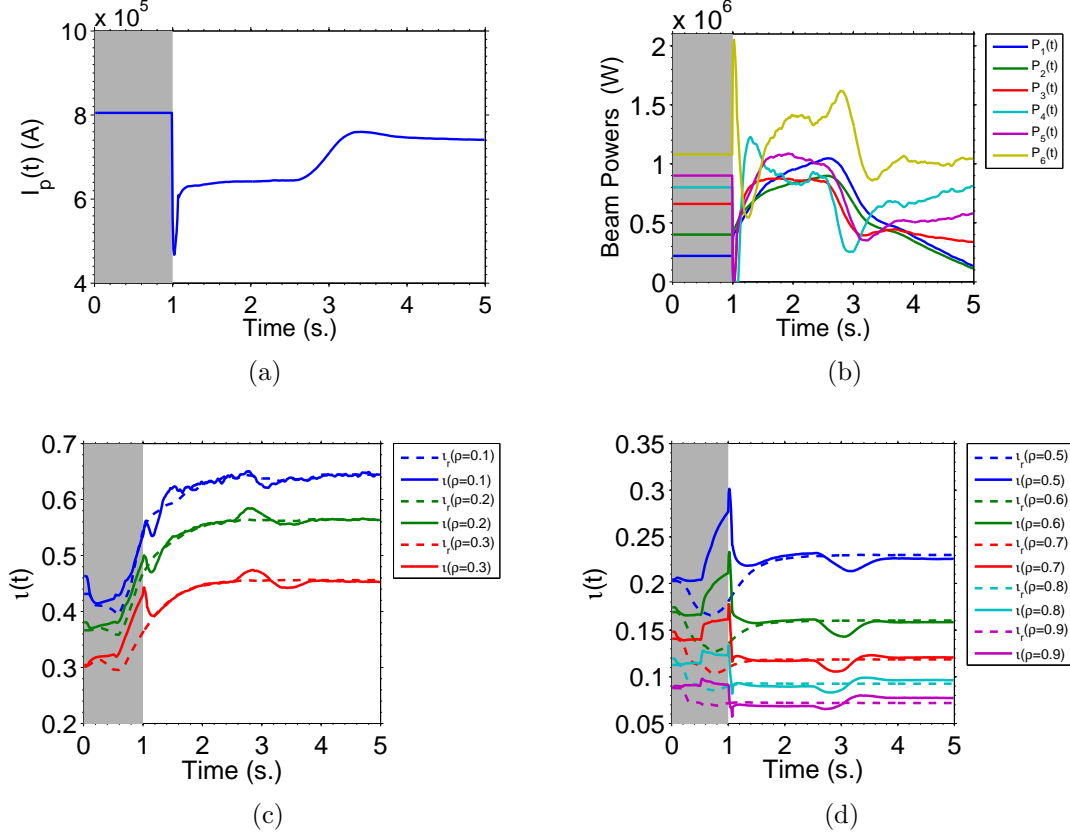 x 10⁵
10
8
6
4
I_p(t) (A)
0 1 2 3 4 5
Time (s.)
(a)
x 10⁶
2
1.5
1
0.5
0
Beam Powers (W)
0 1 2 3 4 5
Time (s.)
P_1(t)
P_2(t)
P_3(t)
P_4(t)
P_5(t)
P_6(t)
(b)
0.7
0.6
0.5
0.4
0.3
0.2
ι(t)
0 1 2 3 4 5
Time (s.)
ι_r(ρ=0.1)
ι(ρ=0.1)
ι_r(ρ=0.2)
ι(ρ=0.2)
ι_r(ρ=0.3)
ι(ρ=0.3)
(c)
0.35
0.3
0.25
0.2
0.15
0.1
0.05
ι(t)
0 1 2 3 4 5
Time (s.)
ι_r(ρ=0.5)
ι(ρ=0.5)
ι_r(ρ=0.6)
ι(ρ=0.6)
ι_r(ρ=0.7)
ι(ρ=0.7)
ι_r(ρ=0.8)
ι(ρ=0.8)
ι_r(ρ=0.9)
ι(ρ=0.9)
(d)